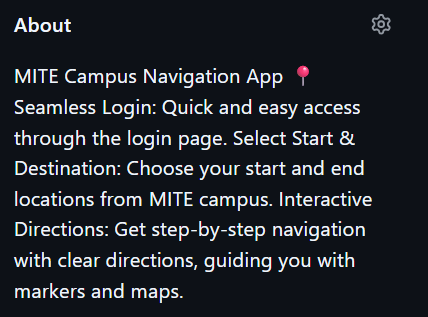 About
MITE Campus Navigation App 📍
Seamless Login: Quick and easy access
through the login page. Select Start &
Destination: Choose your start and end
locations from MITE campus. Interactive
Directions: Get step-by-step navigation
with clear directions, guiding you with
markers and maps.